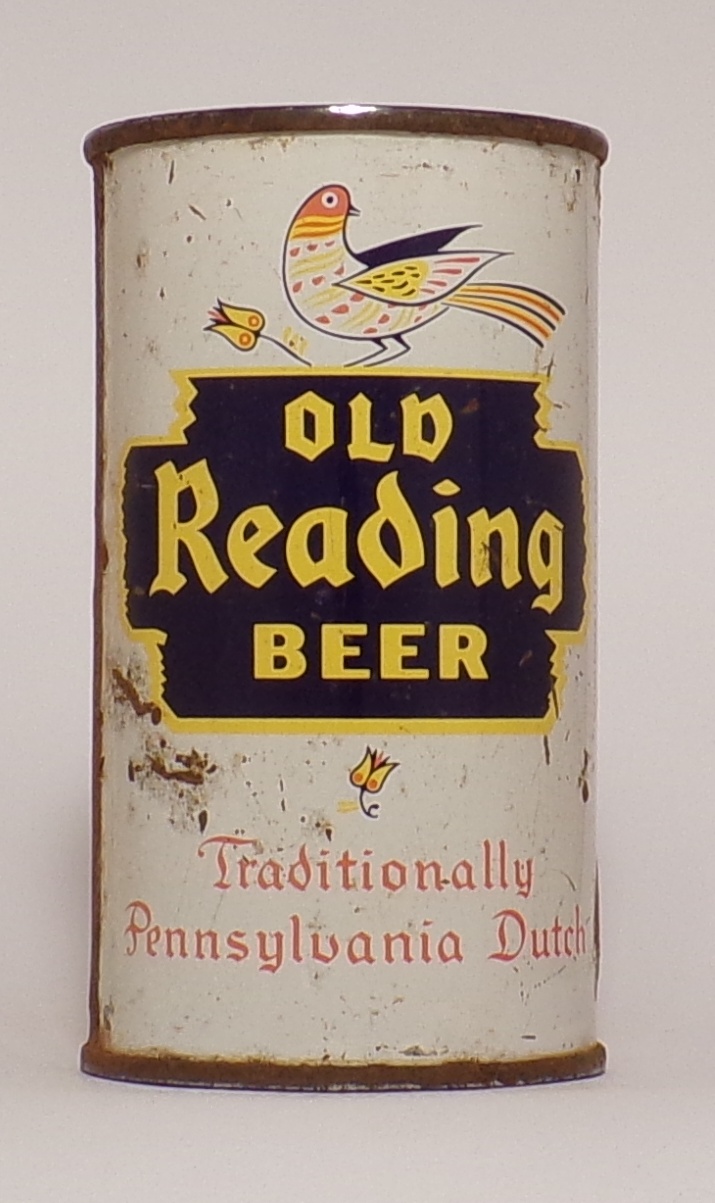 OLD
Reading
BEER
Traditionally
Pennsylvania Dutch